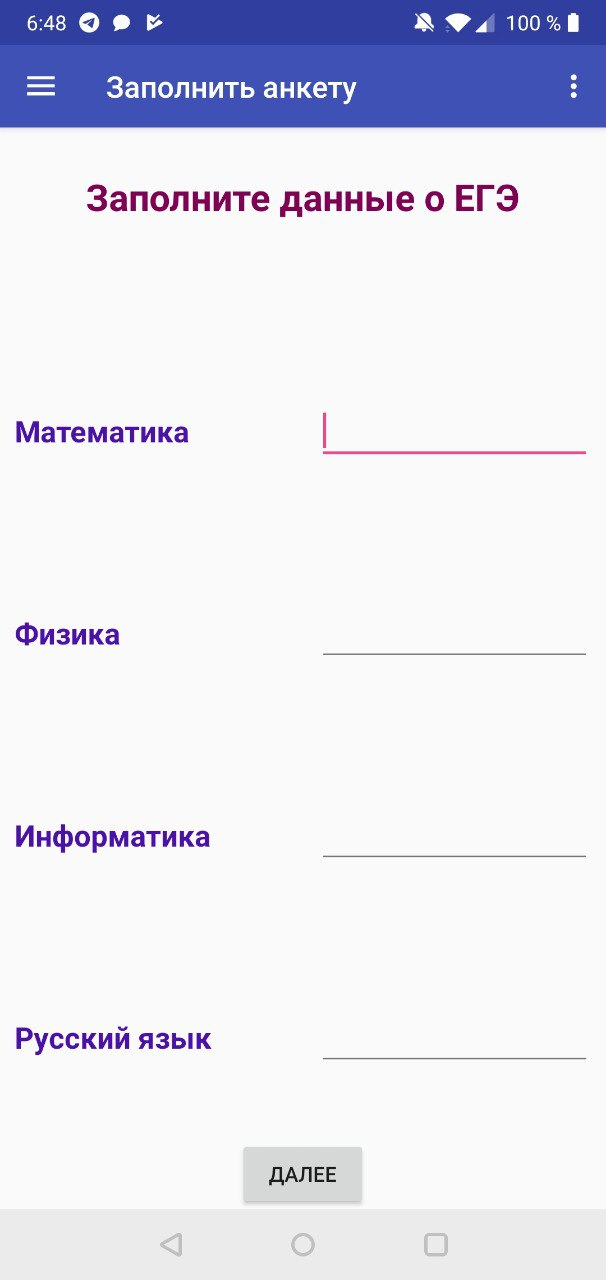 6:48 100 %
Заполнить анкету
Заполните данные о ЕГЭ
Математика
Физика
Информатика
Русский язык
ДАЛЕЕ